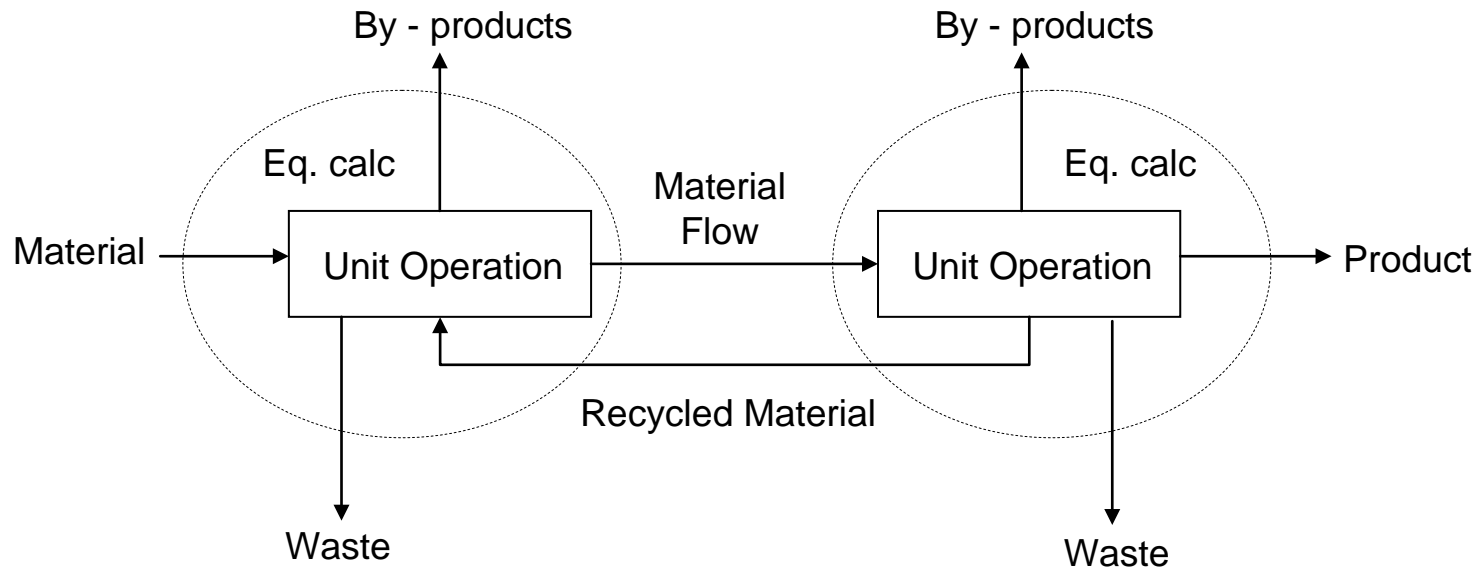 By - products
By - products
Eq. calc
Eq. calc
Material
Flow
Material
Unit Operation
Unit Operation
Product
Recycled Material
Waste
Waste